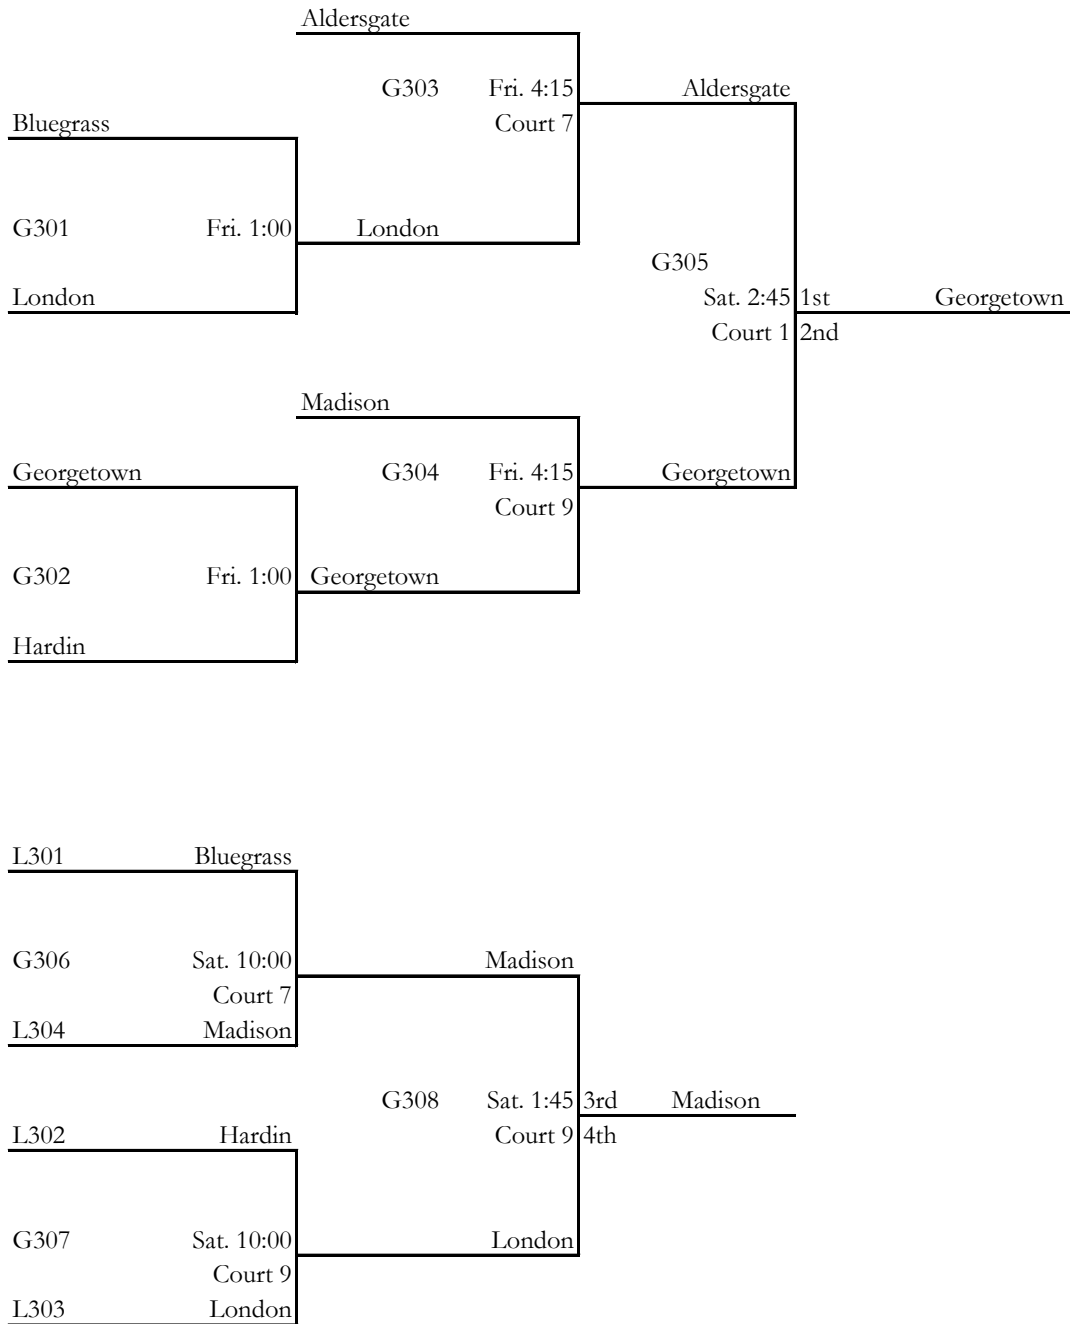 Aldersgate
G303 Fri. 4:15 Aldersgate
Bluegrass Court 7
G301 Fri. 1:00 London
G305
London Sat. 2:45 1st Georgetown
Court 1 2nd
Madison
Georgetown G304 Fri. 4:15 Georgetown
Court 9
G302 Fri. 1:00 Georgetown
Hardin
L301 Bluegrass
G306 Sat. 10:00 Madison
Court 7
L304 Madison
G308 Sat. 1:45 3rd Madison
L302 Hardin Court 9 4th
G307 Sat. 10:00 London
Court 9
L303 London